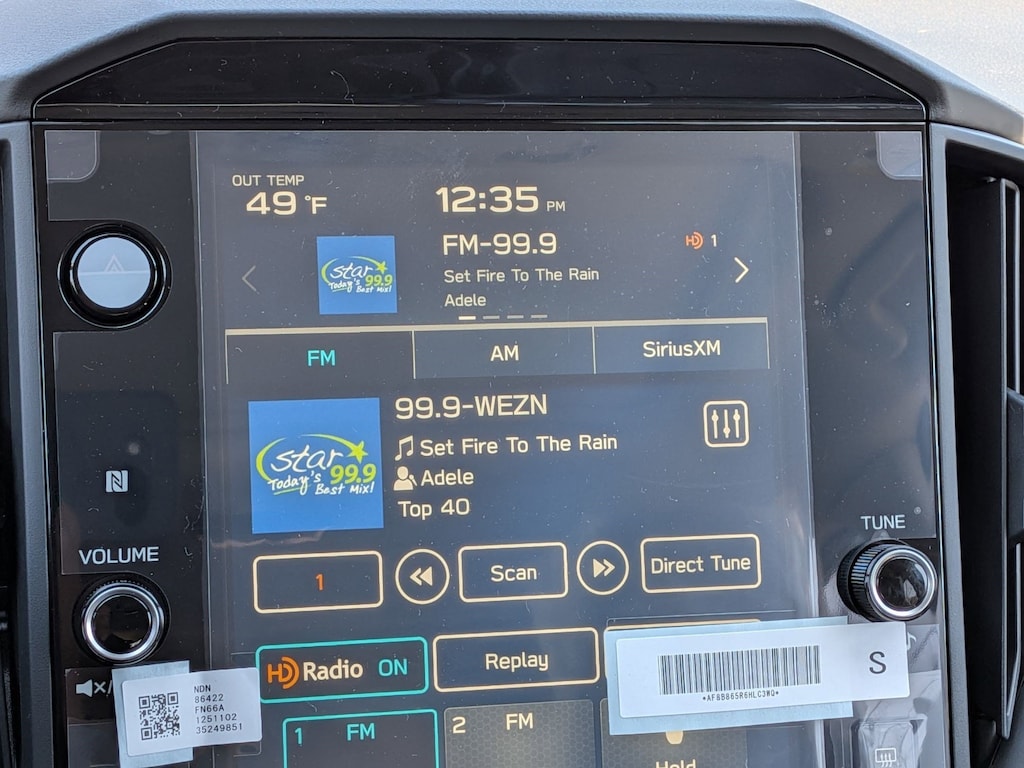 OUT TEMP
49 °F
12:35 PM
FM-99.9
HD 1
Set Fire To The Rain
Adele
star 99.9
Today's Best Mix!
FM
AM
SiriusXM
99.9-WEZN
Set Fire To The Rain
Adele
Top 40
star 99.9
Today's Best Mix!
VOLUME
TUNE
1
Scan
Direct Tune
HD Radio ON
Replay
NDN
86422
FN66A
1251102
35249851
*AF8B865R6HLC3WQ*
S
1 FM
2 FM
Hold